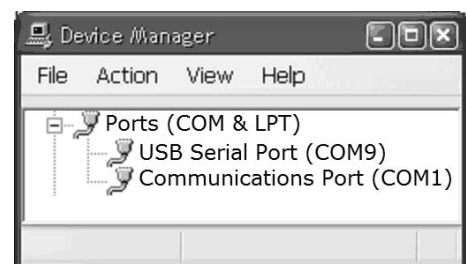 Device Manager
File Action View Help
Ports (COM & LPT)
USB Serial Port (COM9)
Communications Port (COM1)